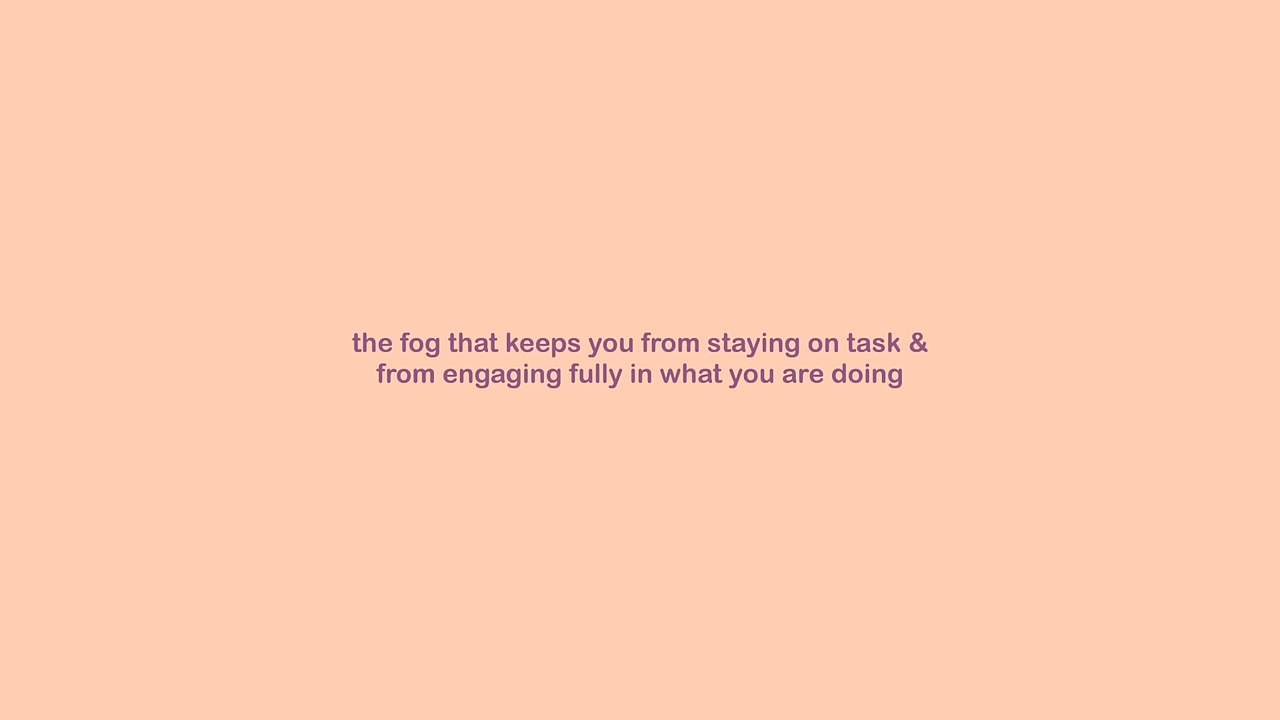 the fog that keeps you from staying on task &
from engaging fully in what you are doing